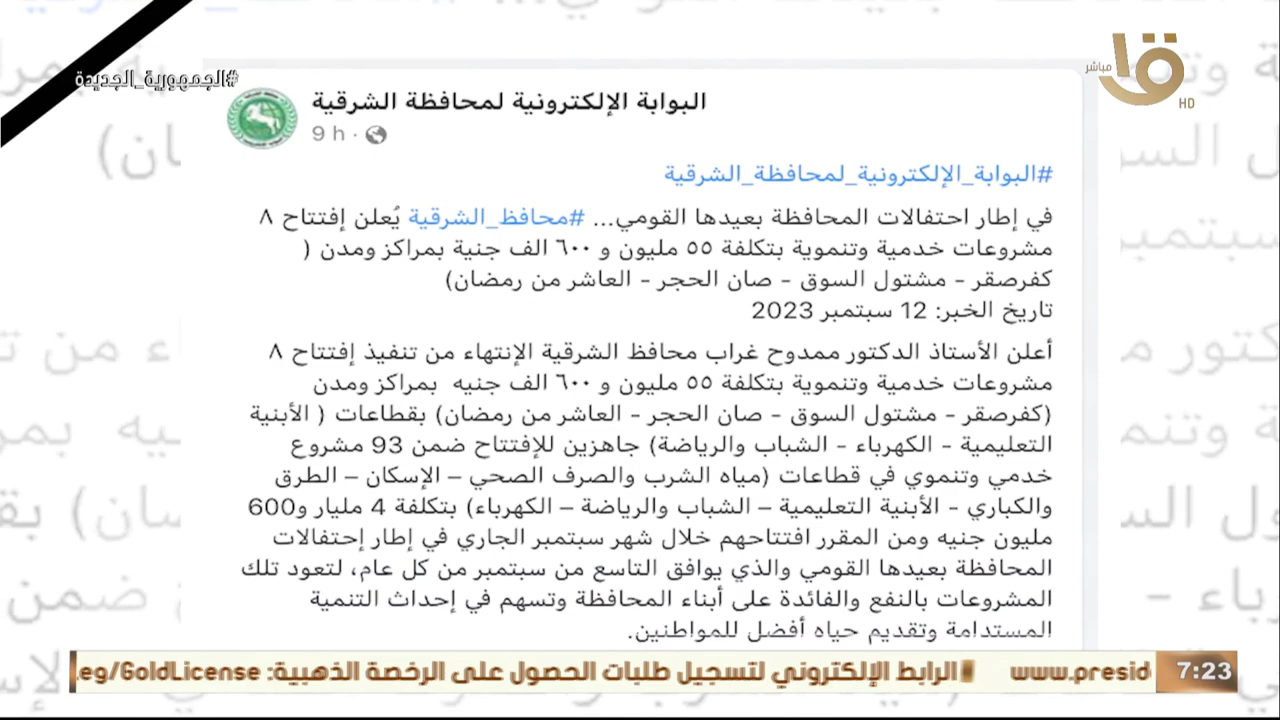 #الجمهورية_الجديدة
قا
مباشر
HD
البوابة الإلكترونية لمحافظة الشرقية
9 h ·
#البوابة_الإلكترونية_لمحافظة_الشرقية
في إطار احتفالات المحافظة بعيدها القومي... #محافظ_الشرقية يُعلن إفتتاح ٨
مشروعات خدمية وتنموية بتكلفة ٥٥ مليون و ٦٠٠ الف جنية بمراكز ومدن (
كفرصقر - مشتول السوق - صان الحجر - العاشر من رمضان)
تاريخ الخبر: 12 سبتمبر 2023
أعلن الأستاذ الدكتور ممدوح غراب محافظ الشرقية الإنتهاء من تنفيذ إفتتاح ٨
مشروعات خدمية وتنموية بتكلفة ٥٥ مليون و ٦٠٠ الف جنيه بمراكز ومدن
(كفرصقر - مشتول السوق - صان الحجر - العاشر من رمضان) بقطاعات ( الأبنية
التعليمية - الكهرباء - الشباب والرياضة) جاهزين للإفتتاح ضمن 93 مشروع
خدمي وتنموي في قطاعات (مياه الشرب والصرف الصحي – الإسكان – الطرق
والكباري - الأبنية التعليمية – الشباب والرياضة – الكهرباء) بتكلفة 4 مليار و600
مليون جنيه ومن المقرر افتتاحهم خلال شهر سبتمبر الجاري في إطار إحتفالات
المحافظة بعيدها القومي والذي يوافق التاسع من سبتمبر من كل عام، لتعود تلك
المشروعات بالنفع والفائدة على أبناء المحافظة وتسهم في إحداث التنمية
المستدامة وتقديم حياه أفضل للمواطنين.
7:23
www.presid
الرابط الإلكتروني لتسجيل طلبات الحصول على الرخصة الذهبية: eg/GoldLicense.